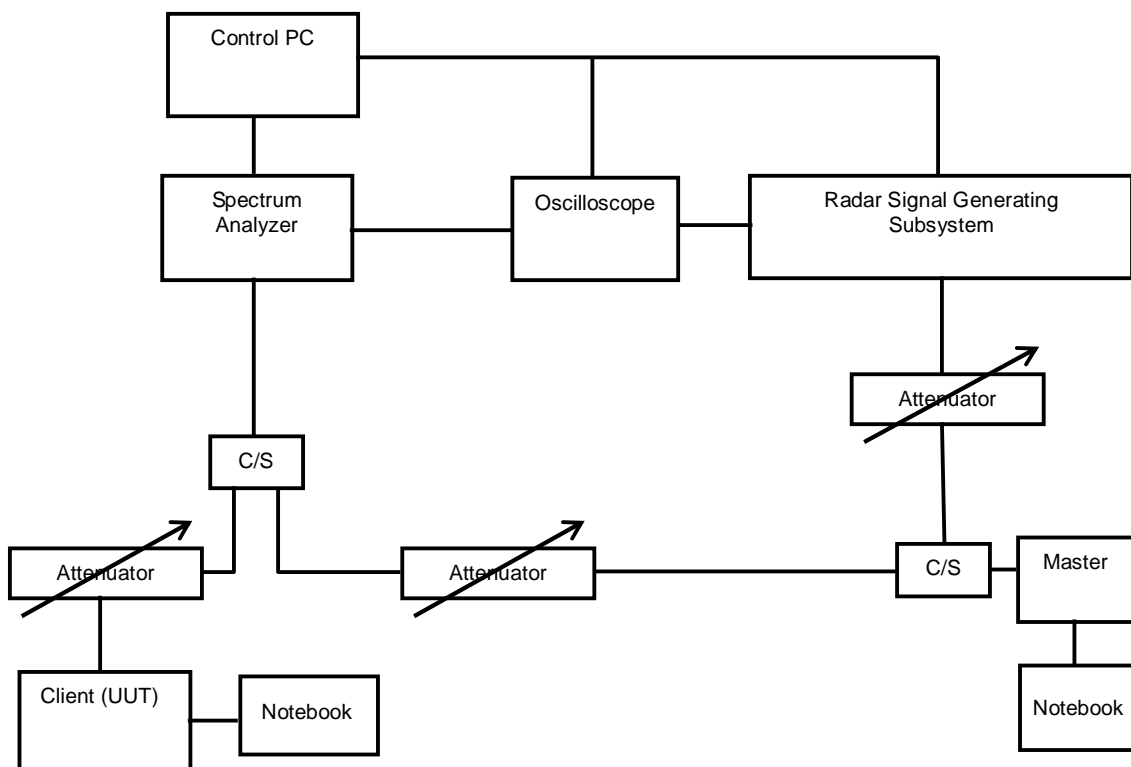 Control PC
Spectrum
Analyzer
Oscilloscope
Radar Signal Generating
Subsystem
Attenuator
C/S
Attenuator
Attenuator
C/S
Master
Client (UUT)
Notebook
Notebook